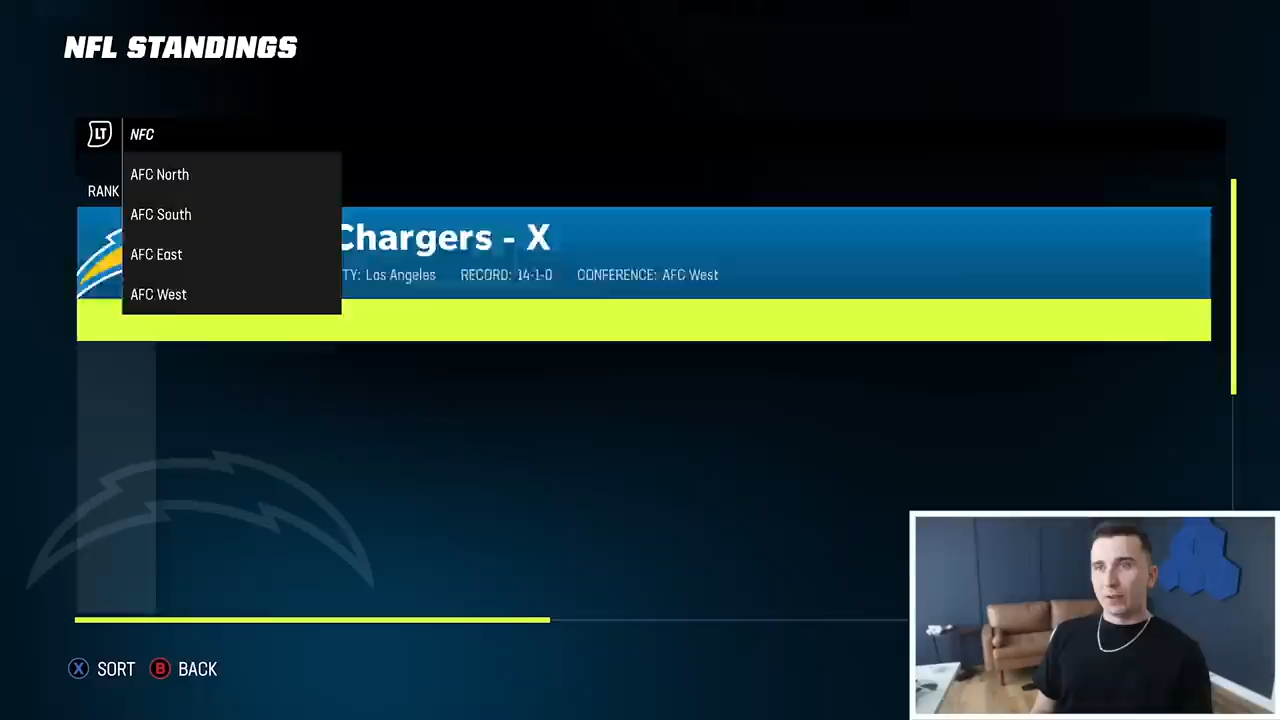 NFL STANDINGS
LT NFC
AFC North
RANK
AFC South
Chargers - X
AFC East
TY: Los Angeles RECORD: 14-1-0 CONFERENCE: AFC West
AFC West
X SORT B BACK